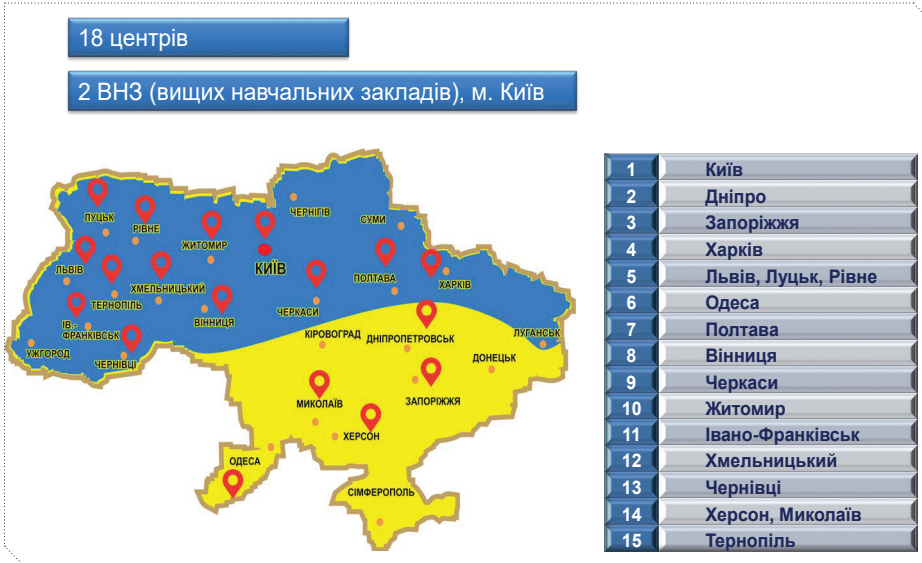 18 центрів
2 ВНЗ (вищих навчальних закладів), м. Київ
ЛУЦЬК
РІВНЕ
ЖИТОМИР
КИЇВ
ЧЕРНІГІВ
СУМИ
ЛЬВІВ
ТЕРНОПІЛЬ
ХМЕЛЬНИЦЬКИЙ
ВІННИЦЯ
ЧЕРКАСИ
ПОЛТАВА
ХАРКІВ
ІВ.-
ФРАНКІВСЬК
УЖГОРОД
ЧЕРНІВЦІ
КІРОВОГРАД
ДНІПРОПЕТРОВСЬК
ЛУГАНСЬК
ДОНЕЦЬК
МИКОЛАЇВ
ЗАПОРІЖЖЯ
ХЕРСОН
ОДЕСА
СІМФЕРОПОЛЬ
1 Київ
2 Дніпро
3 Запоріжжя
4 Харків
5 Львів, Луцьк, Рівне
6 Одеса
7 Полтава
8 Вінниця
9 Черкаси
10 Житомир
11 Івано-Франківськ
12 Хмельницький
13 Чернівці
14 Херсон, Миколаїв
15 Тернопіль